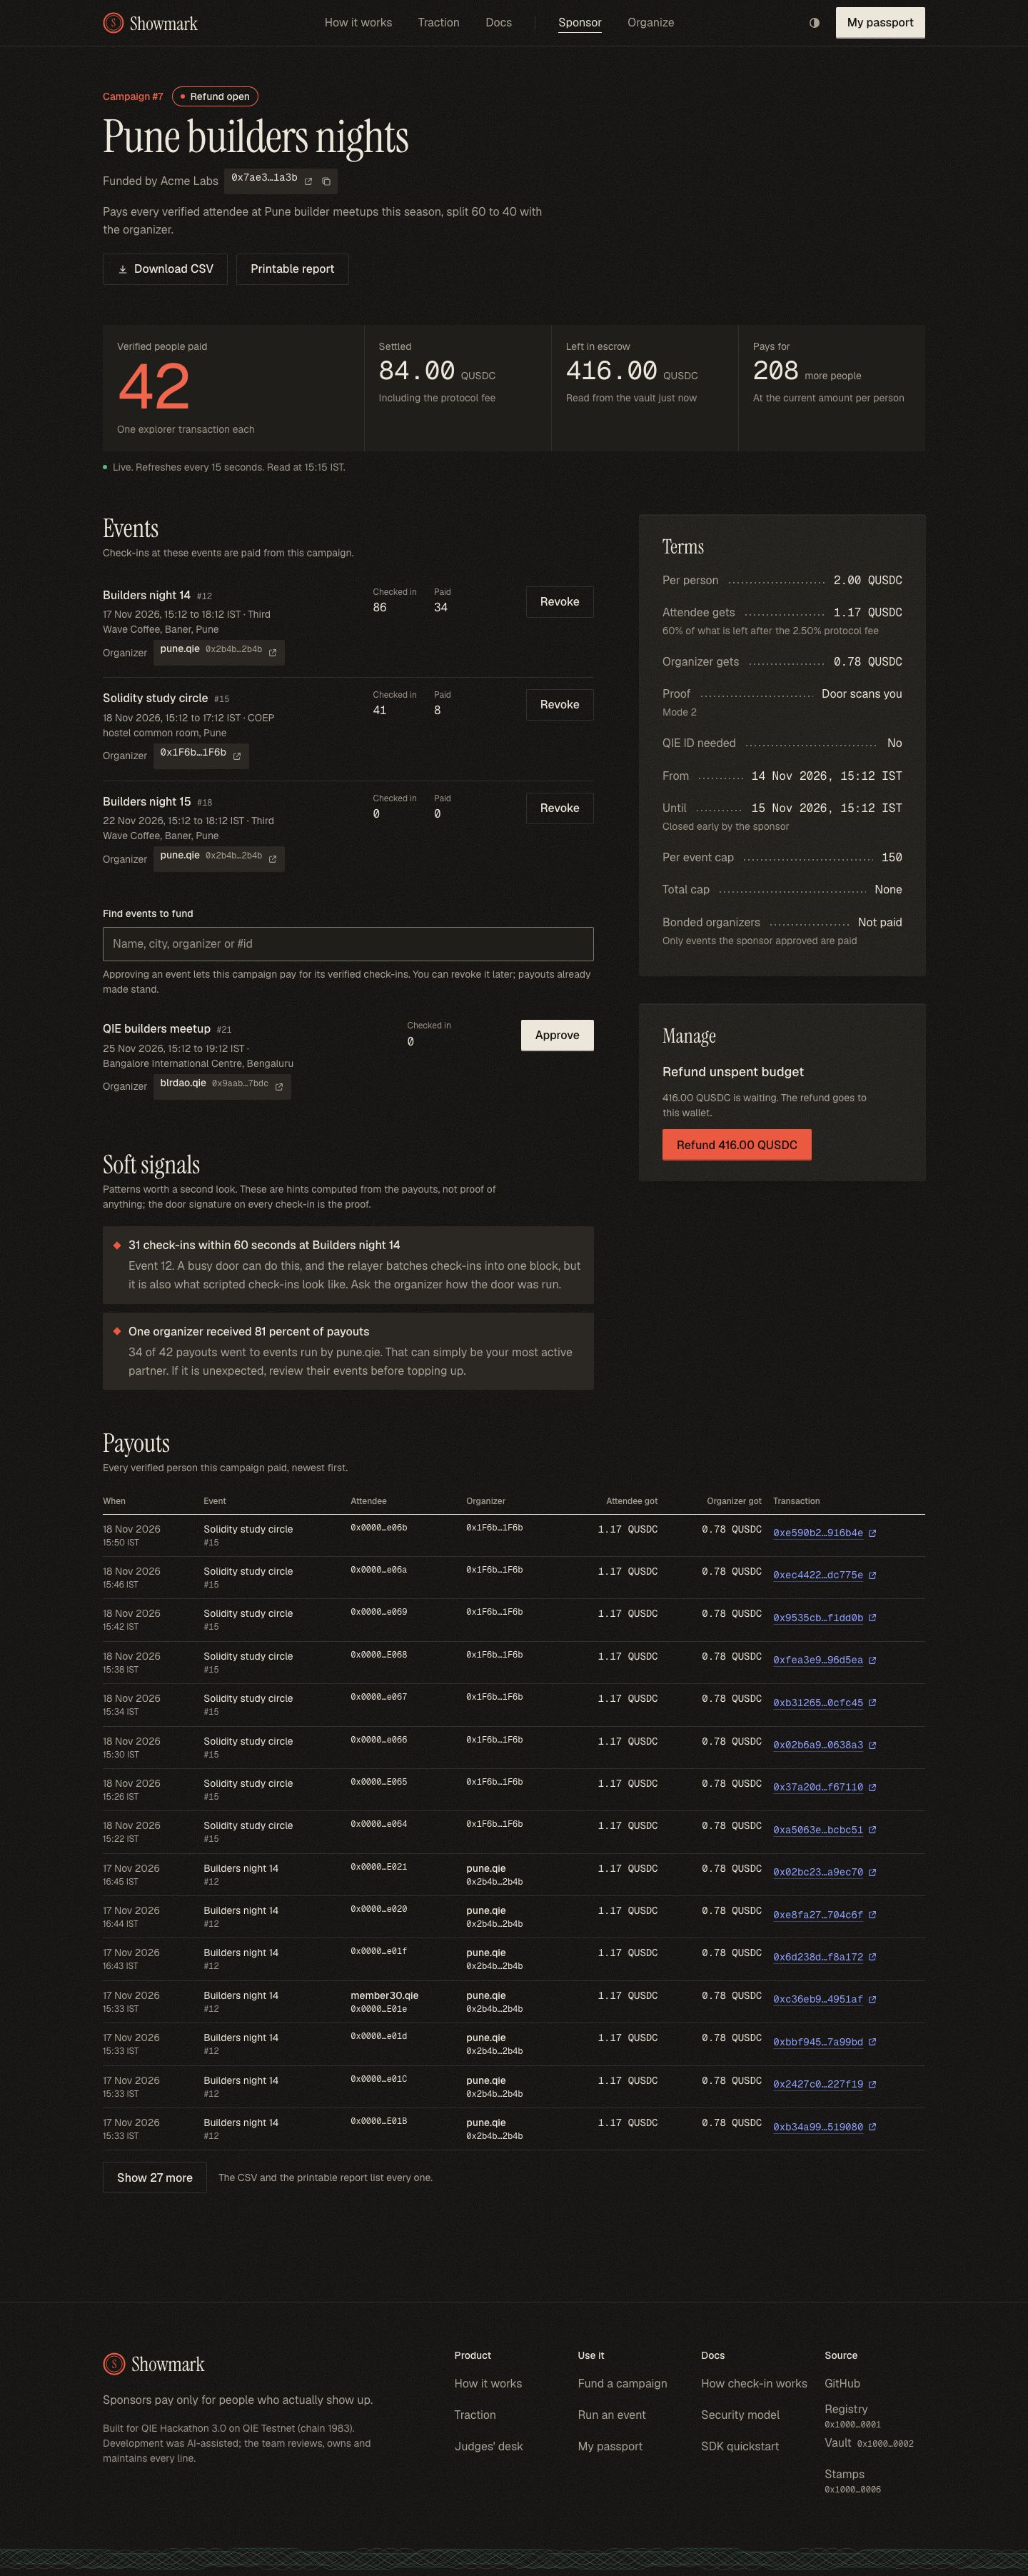 S Showmark
How it works
Traction
Docs
Sponsor
Organize
My passport
Campaign #7
Refund open
Pune builders nights
Funded by Acme Labs 0x7ae3…1a3b
Pays every verified attendee at Pune builder meetups this season, split 60 to 40 with
the organizer.
Download CSV
Printable report
Verified people paid
42
One explorer transaction each
Settled
84.00 QUSDC
Including the protocol fee
Left in escrow
416.00 QUSDC
Read from the vault just now
Pays for
208 more people
At the current amount per person
Live. Refreshes every 15 seconds. Read at 15:15 IST.
Events
Check-ins at these events are paid from this campaign.
Builders night 14 #12
17 Nov 2026, 15:12 to 18:12 IST · Third
Wave Coffee, Baner, Pune
Organizer pune.qie 0x2b4b…2b4b
Checked in
86
Paid
34
Revoke
Solidity study circle #15
18 Nov 2026, 15:12 to 17:12 IST · COEP
hostel common room, Pune
Organizer 0x1F6b…1F6b
Checked in
41
Paid
8
Revoke
Builders night 15 #18
22 Nov 2026, 15:12 to 18:12 IST · Third
Wave Coffee, Baner, Pune
Organizer pune.qie 0x2b4b…2b4b
Checked in
0
Paid
0
Revoke
Find events to fund
Name, city, organizer or #id
Approving an event lets this campaign pay for its verified check-ins. You can revoke it later; payouts already
made stand.
QIE builders meetup #21
25 Nov 2026, 15:12 to 19:12 IST ·
Bangalore International Centre, Bengaluru
Organizer blrdao.qie 0x9aab…7bdc
Checked in
0
Approve
Soft signals
Patterns worth a second look. These are hints computed from the payouts, not proof of
anything; the door signature on every check-in is the proof.
31 check-ins within 60 seconds at Builders night 14
Event 12. A busy door can do this, and the relayer batches check-ins into one block, but
it is also what scripted check-ins look like. Ask the organizer how the door was run.
One organizer received 81 percent of payouts
34 of 42 payouts went to events run by pune.qie. That can simply be your most active
partner. If it is unexpected, review their events before topping up.
Terms
Per person 2.00 QUSDC
Attendee gets 1.17 QUSDC
60% of what is left after the 2.50% protocol fee
Organizer gets 0.78 QUSDC
Proof Door scans you
Mode 2
QIE ID needed No
From 14 Nov 2026, 15:12 IST
Until 15 Nov 2026, 15:12 IST
Closed early by the sponsor
Per event cap 150
Total cap None
Bonded organizers Not paid
Only events the sponsor approved are paid
Manage
Refund unspent budget
416.00 QUSDC is waiting. The refund goes to
this wallet.
Refund 416.00 QUSDC
Payouts
Every verified person this campaign paid, newest first.
When Event Attendee Organizer Attendee got Organizer got Transaction
18 Nov 2026 Solidity study circle 0x0000…e06b 0x1F6b…1F6b 1.17 QUSDC 0.78 QUSDC 0xe590b2…916b4e
15:50 IST #15
18 Nov 2026 Solidity study circle 0x0000…e06a 0x1F6b…1F6b 1.17 QUSDC 0.78 QUSDC 0xec4422…dc775e
15:46 IST #15
18 Nov 2026 Solidity study circle 0x0000…e069 0x1F6b…1F6b 1.17 QUSDC 0.78 QUSDC 0x9535cb…f1dd0b
15:42 IST #15
18 Nov 2026 Solidity study circle 0x0000…E068 0x1F6b…1F6b 1.17 QUSDC 0.78 QUSDC 0xfea3e9…96d5ea
15:38 IST #15
18 Nov 2026 Solidity study circle 0x0000…e067 0x1F6b…1F6b 1.17 QUSDC 0.78 QUSDC 0xb31265…0cfc45
15:34 IST #15
18 Nov 2026 Solidity study circle 0x0000…e066 0x1F6b…1F6b 1.17 QUSDC 0.78 QUSDC 0x02b6a9…0638a3
15:30 IST #15
18 Nov 2026 Solidity study circle 0x0000…E065 0x1F6b…1F6b 1.17 QUSDC 0.78 QUSDC 0x37a20d…f67110
15:26 IST #15
18 Nov 2026 Solidity study circle 0x0000…e064 0x1F6b…1F6b 1.17 QUSDC 0.78 QUSDC 0xa5063e…bcbc51
15:22 IST #15
17 Nov 2026 Builders night 14 0x0000…E021 pune.qie 1.17 QUSDC 0.78 QUSDC 0x02bc23…a9ec70
16:45 IST #12 0x2b4b…2b4b
17 Nov 2026 Builders night 14 0x0000…e020 pune.qie 1.17 QUSDC 0.78 QUSDC 0xe8fa27…704c6f
16:44 IST #12 0x2b4b…2b4b
17 Nov 2026 Builders night 14 0x0000…e01f pune.qie 1.17 QUSDC 0.78 QUSDC 0x6d238d…f8a172
16:43 IST #12 0x2b4b…2b4b
17 Nov 2026 Builders night 14 member30.qie pune.qie 1.17 QUSDC 0.78 QUSDC 0xc36eb9…4951af
15:33 IST #12 0x0000…E01e 0x2b4b…2b4b
17 Nov 2026 Builders night 14 0x0000…e01d pune.qie 1.17 QUSDC 0.78 QUSDC 0xbbf945…7a99bd
15:33 IST #12 0x2b4b…2b4b
17 Nov 2026 Builders night 14 0x0000…e01C pune.qie 1.17 QUSDC 0.78 QUSDC 0x2427c0…227f19
15:33 IST #12 0x2b4b…2b4b
17 Nov 2026 Builders night 14 0x0000…E01B pune.qie 1.17 QUSDC 0.78 QUSDC 0xb34a99…519080
15:33 IST #12 0x2b4b…2b4b
Show 27 more
The CSV and the printable report list every one.
S Showmark
Sponsors pay only for people who actually show up.
Built for QIE Hackathon 3.0 on QIE Testnet (chain 1983).
Development was AI-assisted; the team reviews, owns and
maintains every line.
Product
How it works
Traction
Judges' desk
Use it
Fund a campaign
Run an event
My passport
Docs
How check-in works
Security model
SDK quickstart
Source
GitHub
Registry
0x1000…0001
Vault 0x1000…0002
Stamps
0x1000…0006